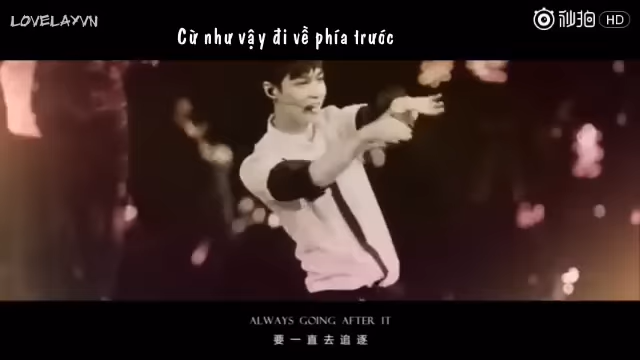 LOVELAYVN
秒拍 HD
Cừ như vậy đi về phía trước
ALWAYS GOING AFTER IT
要一直去追逐